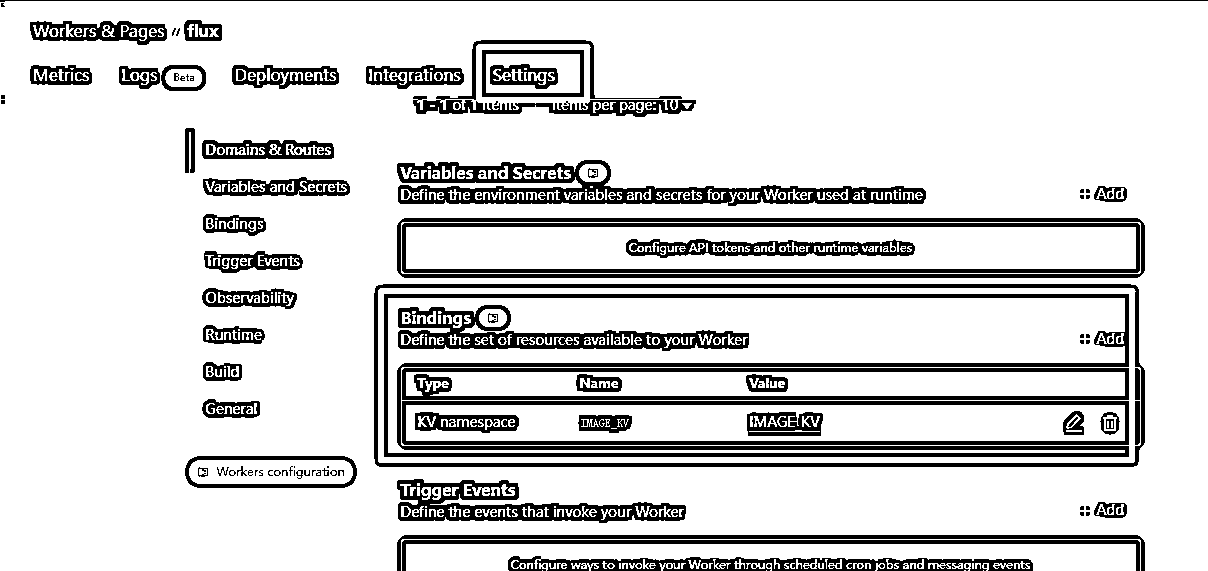 Workers & Pages // flux
Metrics Logs Beta Deployments Integrations Settings
1 - 1 of 1 items Items per page: 10
Domains & Routes
Variables and Secrets
Bindings
Trigger Events
Observability
Runtime
Build
General
Workers configuration
Variables and Secrets
Define the environment variables and secrets for your Worker used at runtime
Add
Configure API tokens and other runtime variables
Bindings
Define the set of resources available to your Worker
Add
Type Name Value
KV namespace IMAGE_KV IMAGE_KV
Trigger Events
Define the events that invoke your Worker
Add
Configure ways to invoke your Worker through scheduled cron jobs and messaging events